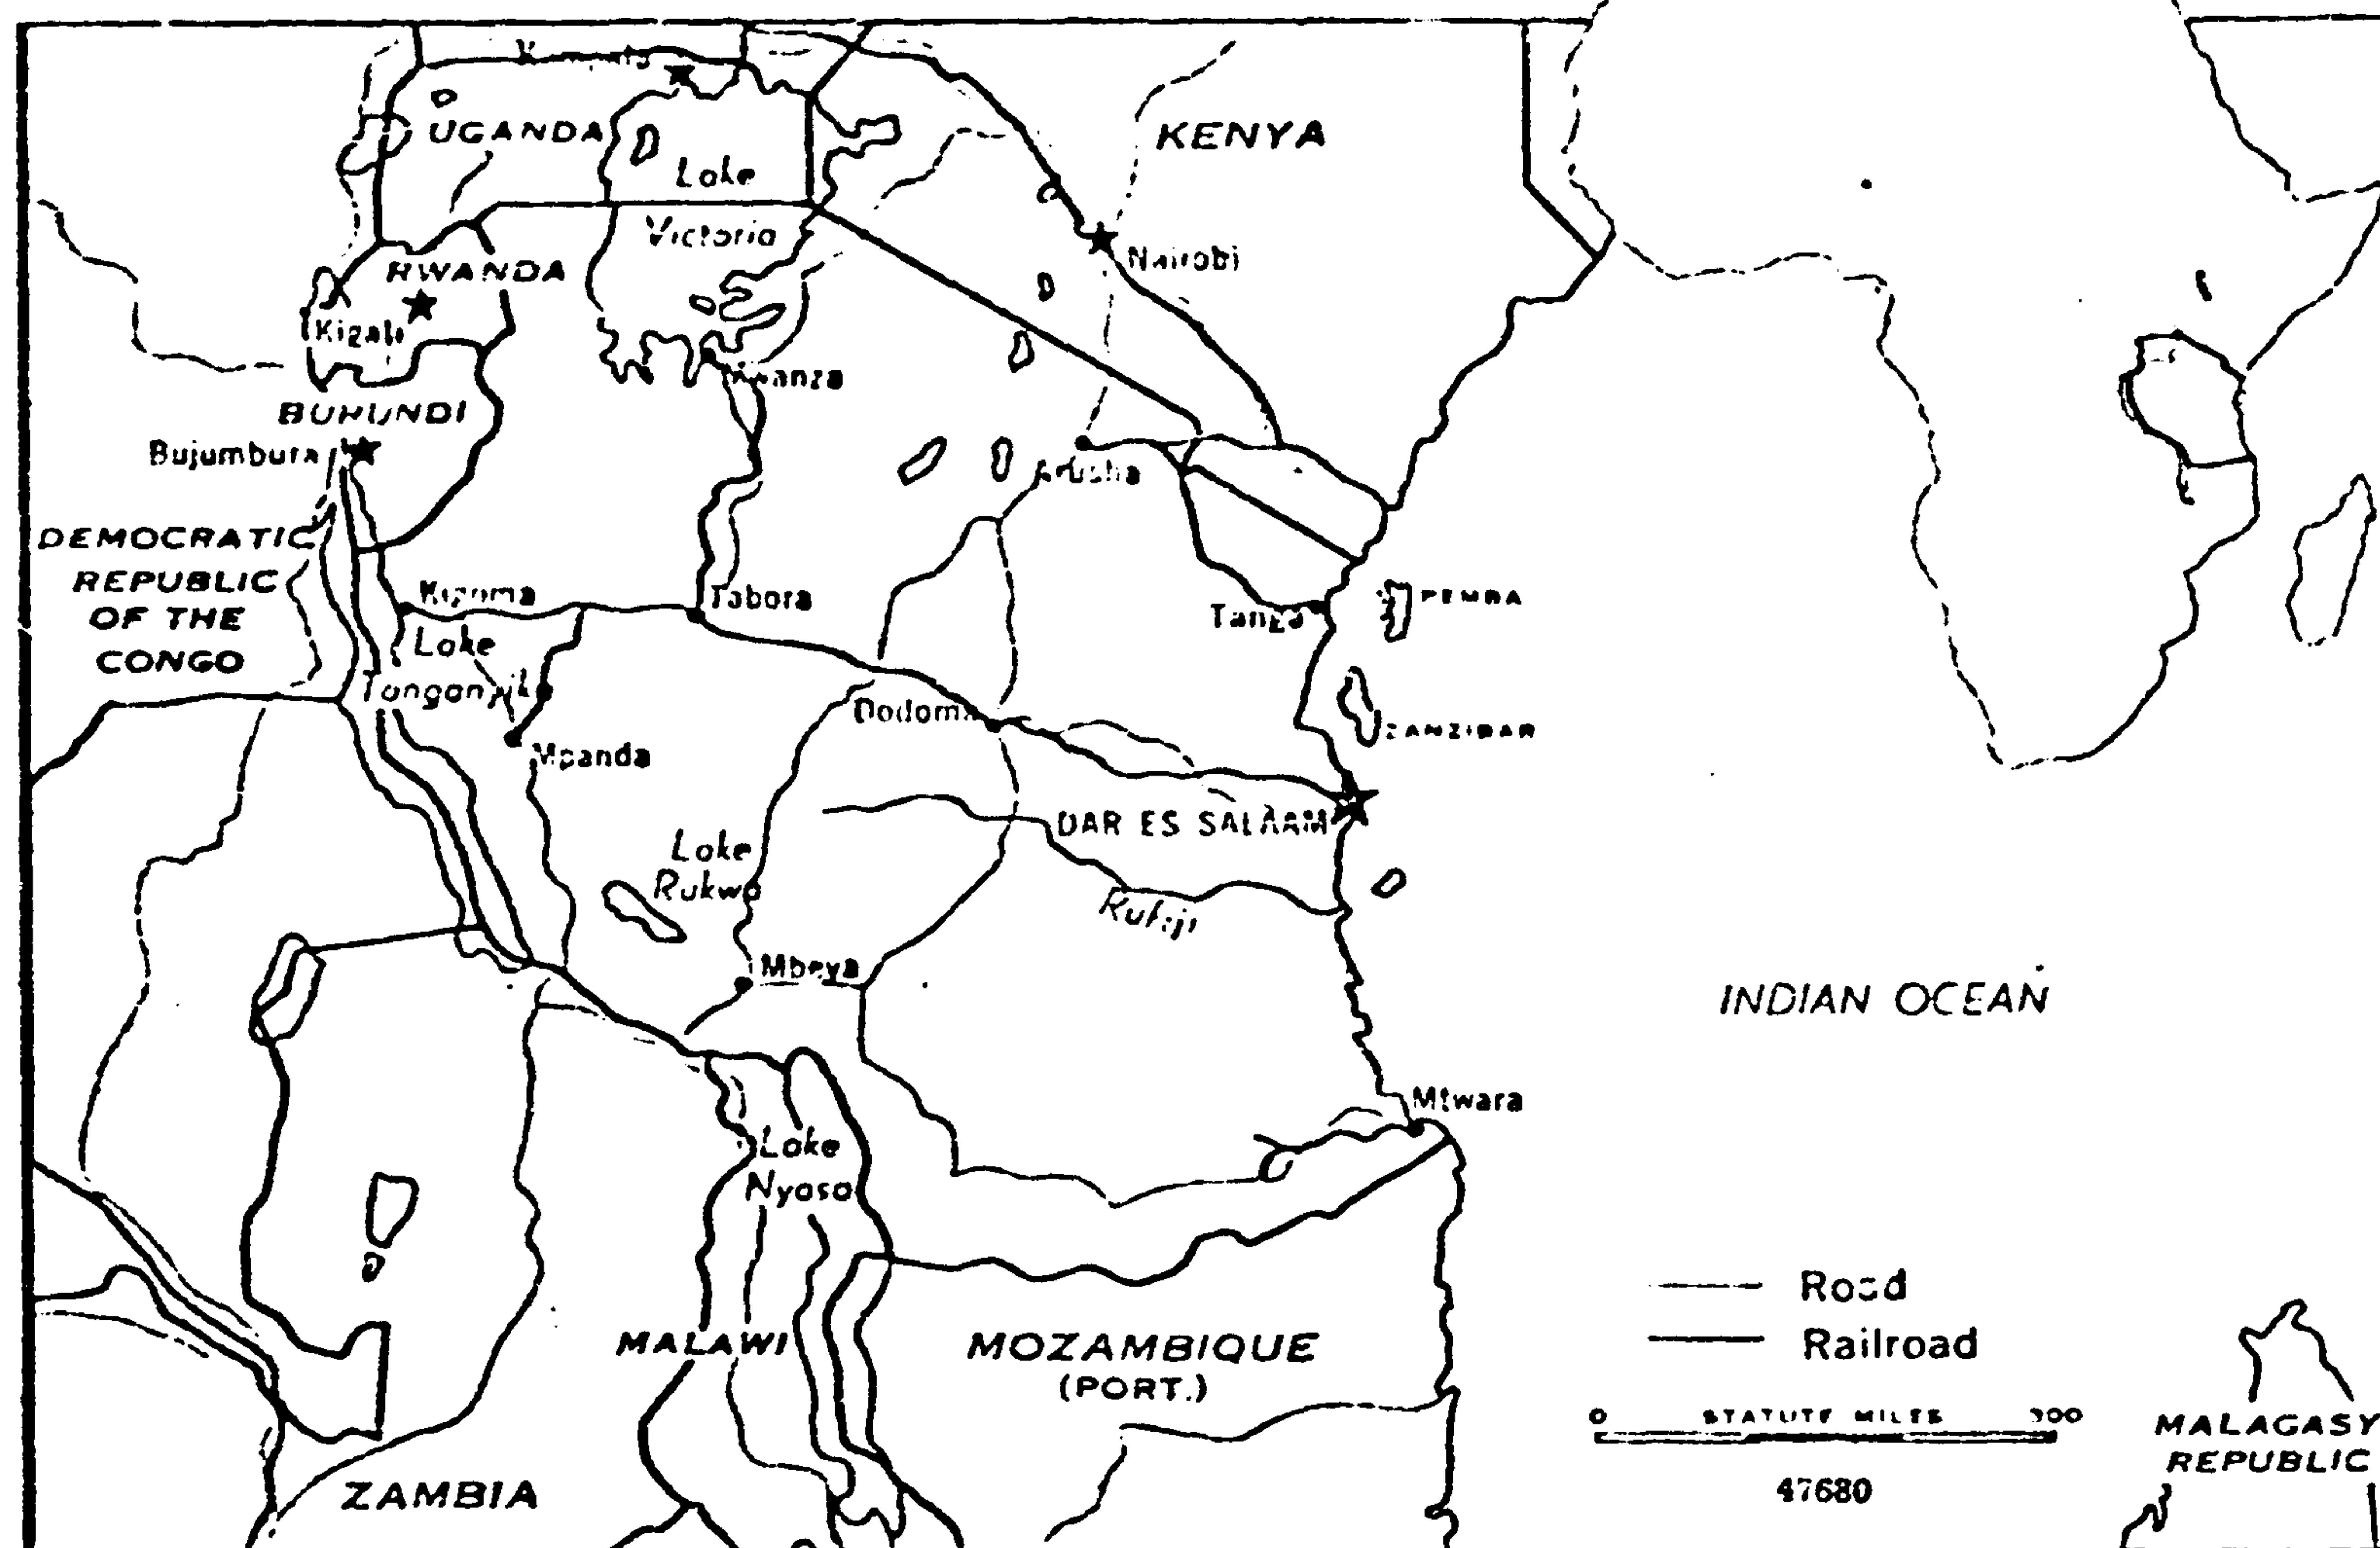 UGANDA
KENYA
Lake
Victoria
Nairobi
RWANDA
Kigali
BURUNDI
Bujumbura
Arusha
DEMOCRATIC
REPUBLIC
OF THE
CONGO
Kigoma
Tabora
Tanga
PEMBA
Lake
Dodoma
ZANZIBAR
Mpanda
DAR ES SALAAM
Lake
Rukwa
Rufiji
Mbeya
INDIAN OCEAN
Mtwara
Lake
Nyasa
Road
MALAWI
MOZAMBIQUE
(PORT.)
Railroad
0 STATUTE MILES
MALAGASY
REPUBLIC
ZAMBIA
47680